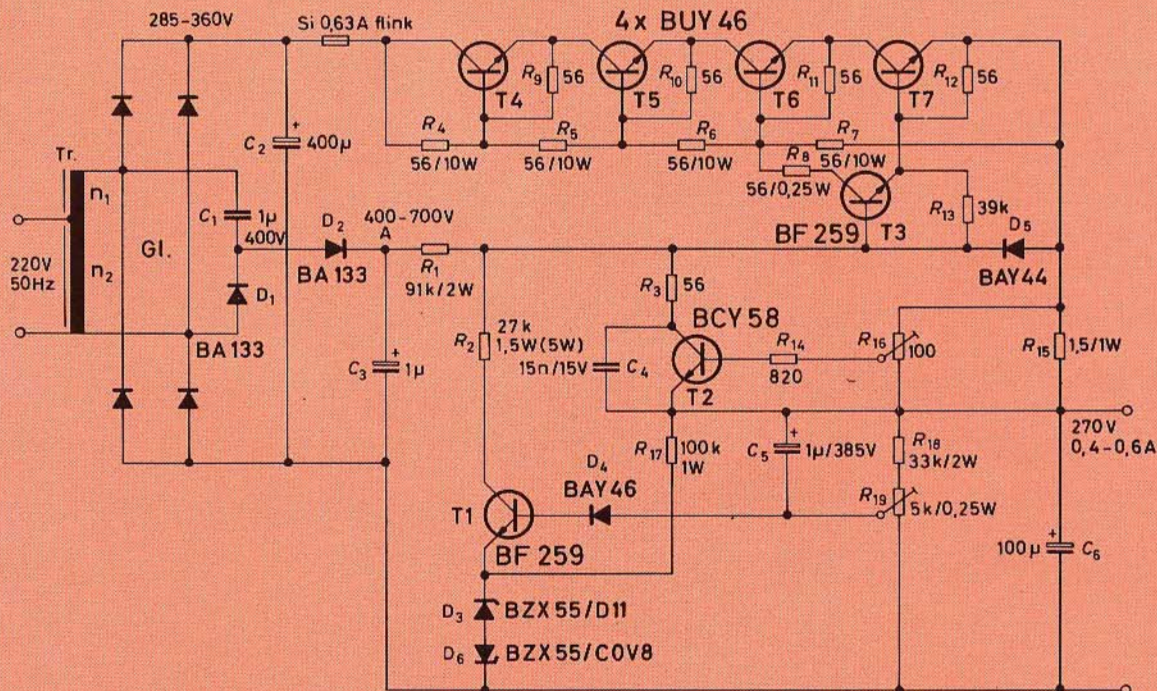 285-360V
Si 0,63A flink
4x BUY 46
R9
56
R10
56
R11
56
R12
56
T4
T5
T6
T7
R4
56/10W
R5
56/10W
R6
56/10W
R7
56/10W
R8
56/0,25W
C2
+
400µ
Tr.
n1
n2
220V
50Hz
Gl.
C1
1µ
400V
D1
BA 133
D2
BA 133
400-700V
A
R1
91k/2W
BF 259
T3
R13
39k
D5
BAY 44
R3
56
BCY 58
R2
27k
1,5W(5W)
15n/15V
C4
T2
R14
820
R16
100
R15
1,5/1W
C3
+
1µ
R17
100k
1W
C5
+
1µ/385V
R18
33k/2W
270V
0,4-0,6A
D4
BAY 46
R19
5k/0,25W
T1
BF 259
100µ
+
C6
D3
BZX 55/D11
D6
BZX 55/C0V8